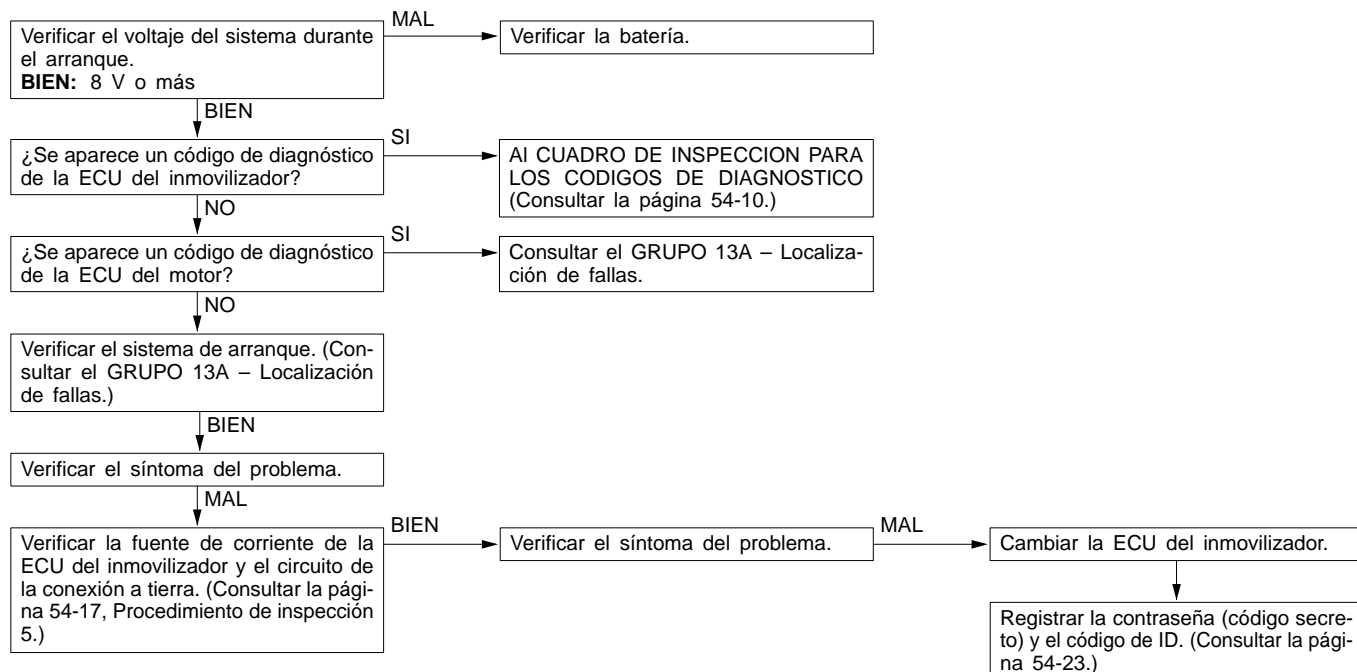 Verificar el voltaje del sistema durante
el arranque.
BIEN: 8 V o más
MAL
Verificar la batería.
BIEN
¿Se aparece un código de diagnóstico
de la ECU del inmovilizador?
SI
Al CUADRO DE INSPECCION PARA
LOS CODIGOS DE DIAGNOSTICO
(Consultar la página 54-10.)
NO
¿Se aparece un código de diagnóstico
de la ECU del motor?
SI
Consultar el GRUPO 13A – Localiza-
ción de fallas.
NO
Verificar el sistema de arranque. (Con-
sultar el GRUPO 13A – Localización
de fallas.)
BIEN
Verificar el síntoma del problema.
MAL
Verificar la fuente de corriente de la
ECU del inmovilizador y el circuito de
la conexión a tierra. (Consultar la pági-
na 54-17, Procedimiento de inspección
5.)
BIEN
Verificar el síntoma del problema.
MAL
Cambiar la ECU del inmovilizador.
Registrar la contraseña (código secre-
to) y el código de ID. (Consultar la pági-
na 54-23.)